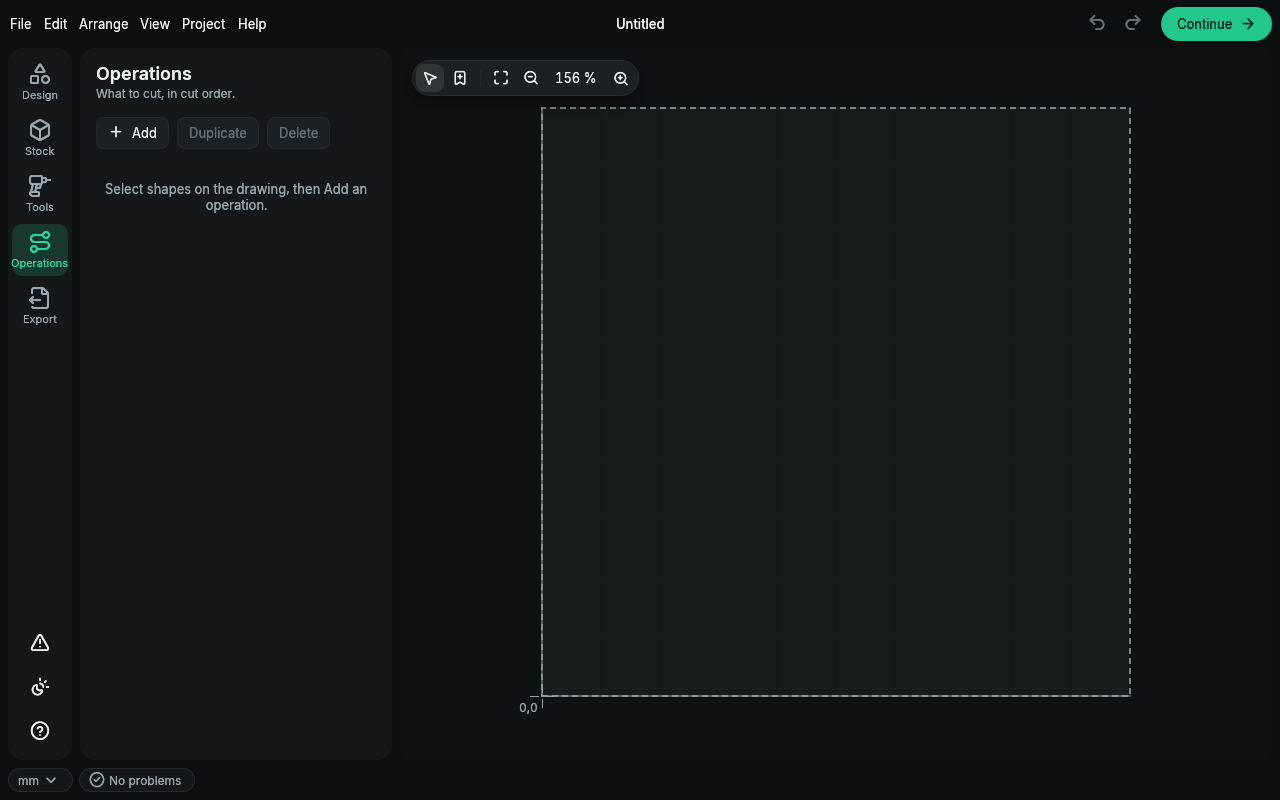 File Edit Arrange View Project Help
Untitled
Continue
Design
Stock
Tools
Operations
Export
Operations
What to cut, in cut order.
Add
Duplicate
Delete
Select shapes on the drawing, then Add an
operation.
156 %
0,0
mm
No problems